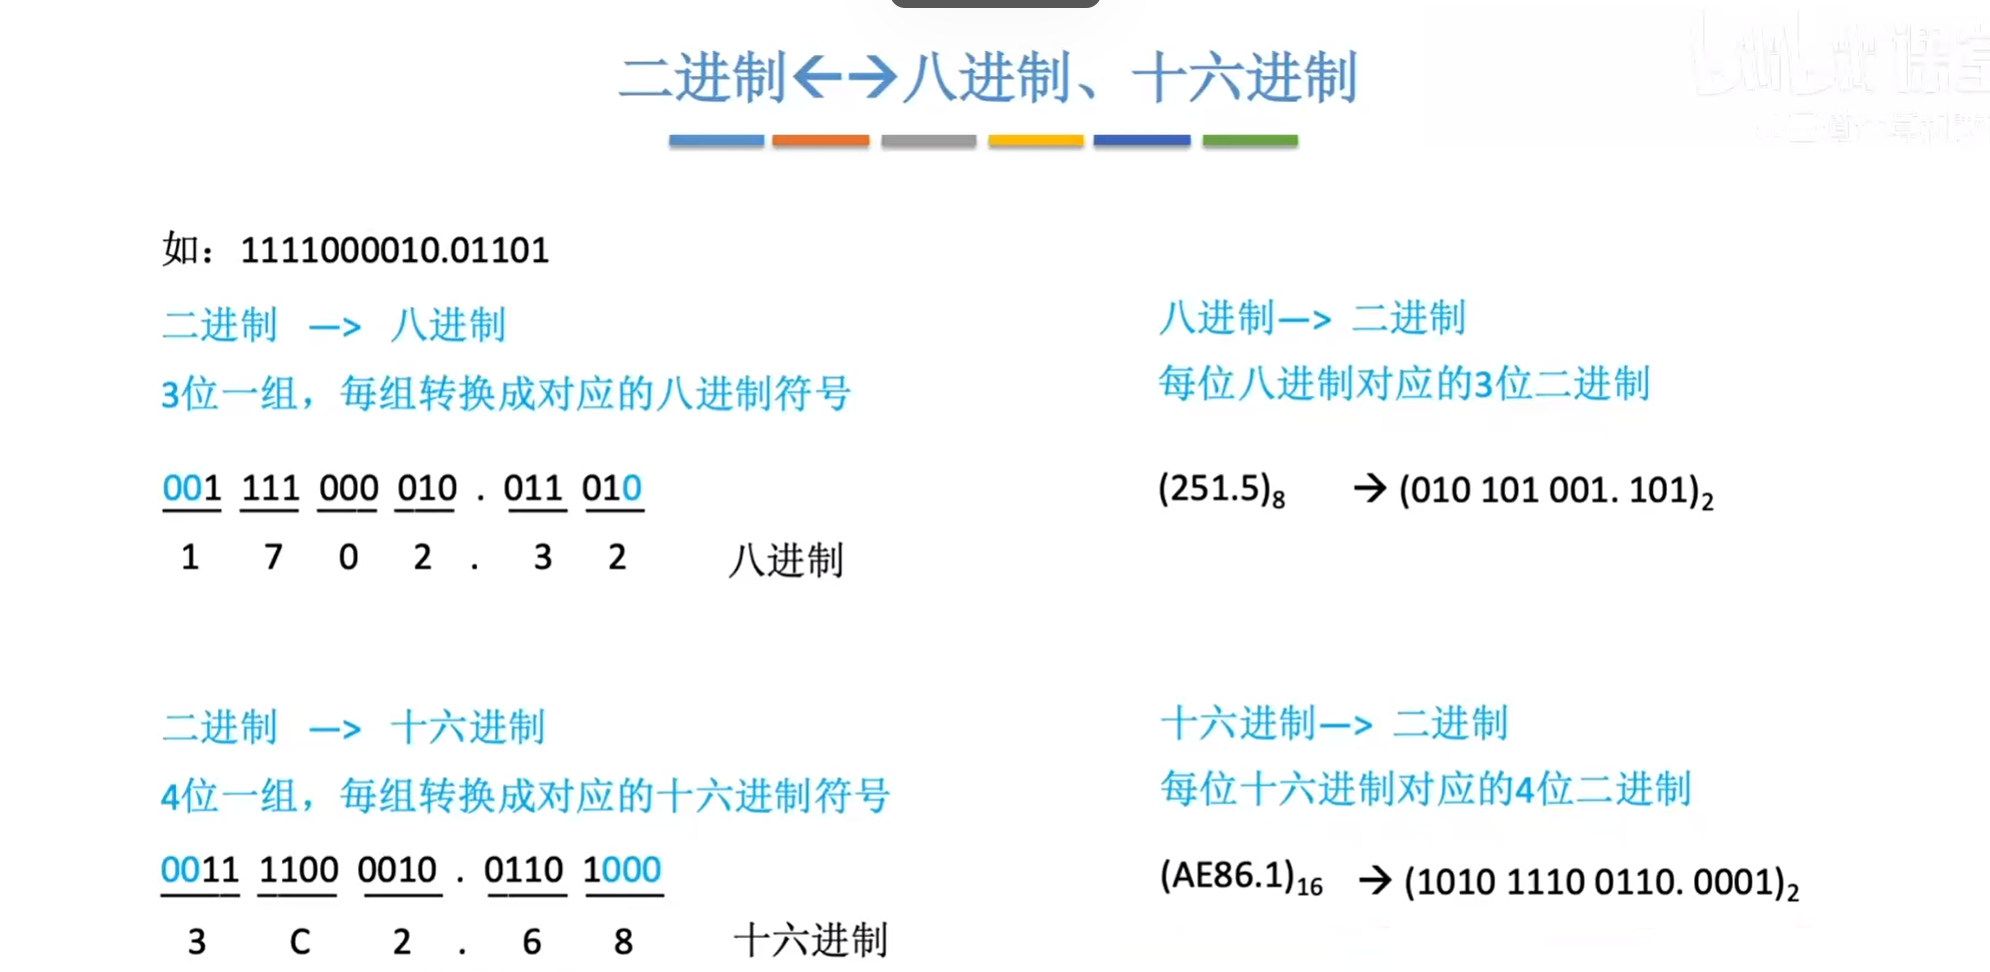 二进制←→八进制、十六进制
如：1111000010.01101
二进制 —> 八进制
3位一组，每组转换成对应的八进制符号
001 111 000 010 . 011 010
1 7 0 2 . 3 2 八进制
二进制 —> 十六进制
4位一组，每组转换成对应的十六进制符号
0011 1100 0010 . 0110 1000
3 C 2 . 6 8 十六进制
八进制—> 二进制
每位八进制对应的3位二进制
(251.5)8 → (010 101 001. 101)2
十六进制—> 二进制
每位十六进制对应的4位二进制
(AE86.1)16 → (1010 1110 0110. 0001)2